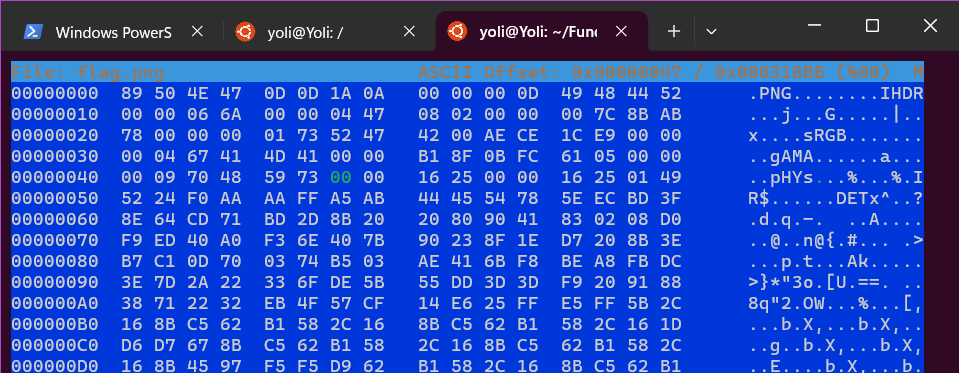 Windows PowerS yoli@Yoli: / yoli@Yoli: ~/Func
File: flag.png ASCII Offset: 0x00000047 / 0x000318B8 (%00) M
00000000 89 50 4E 47 0D 0D 1A 0A 00 00 00 0D 49 48 44 52 .PNG........IHDR
00000010 00 00 06 6A 00 00 04 47 08 02 00 00 00 7C 8B AB ...j...G.....|..
00000020 78 00 00 00 01 73 52 47 42 00 AE CE 1C E9 00 00 x....sRGB.......
00000030 00 04 67 41 4D 41 00 00 B1 8F 0B FC 61 05 00 00 ..gAMA......a...
00000040 00 09 70 48 59 73 00 00 16 25 00 00 16 25 01 49 ..pHYs...%...%.I
00000050 52 24 F0 AA AA FF A5 AB 44 45 54 78 5E EC BD 3F R$......DETx^..?
00000060 8E 64 CD 71 BD 2D 8B 20 20 80 90 41 83 02 08 D0 .d.q.-. ..A....
00000070 F9 ED 40 A0 F3 6E 40 7B 90 23 8F 1E D7 20 8B 3E ..@..n@{.#... .>
00000080 B7 C1 0D 70 03 74 B5 03 AE 41 6B F8 BE A8 FB DC ...p.t...Ak.....
00000090 3E 7D 2A 22 33 6F DE 5B 55 DD 3D 3D F9 20 91 88 >}*"3o.[U.==. ..
000000A0 38 71 22 32 EB 4F 57 CF 14 E6 25 FF E5 FF 5B 2C 8q"2.OW...%...[,
000000B0 16 8B C5 62 B1 58 2C 16 8B C5 62 B1 58 2C 16 1D ...b.X,...b.X,..
000000C0 D6 D7 67 8B C5 62 B1 58 2C 16 8B C5 62 B1 58 2C ..g..b.X,...b.X,
000000D0 16 8B 45 97 F5 F5 D9 62 B1 58 2C 16 8B C5 62 B1 ..E....b.X,...b.